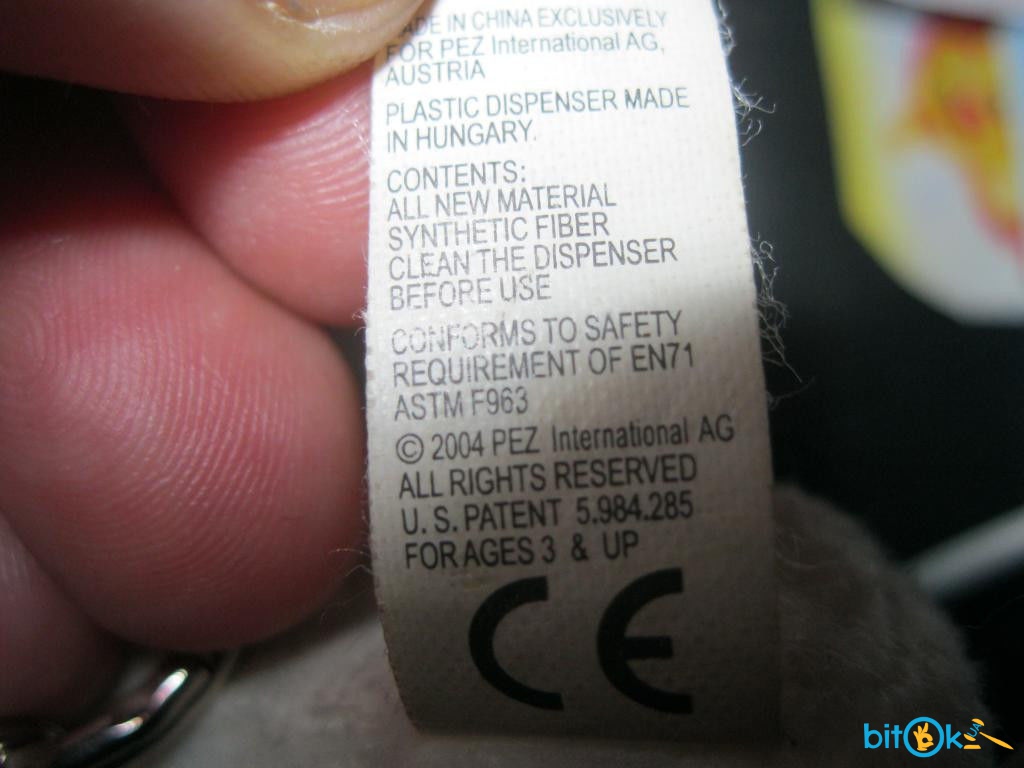 MADE IN CHINA EXCLUSIVELY
FOR PEZ International AG,
AUSTRIA
PLASTIC DISPENSER MADE
IN HUNGARY.
CONTENTS:
ALL NEW MATERIAL
SYNTHETIC FIBER
CLEAN THE DISPENSER
BEFORE USE
CONFORMS TO SAFETY
REQUIREMENT OF EN71
ASTM F963
© 2004 PEZ International AG
ALL RIGHTS RESERVED
U. S. PATENT 5.984.285
FOR AGES 3 & UP
CE
bitok UA